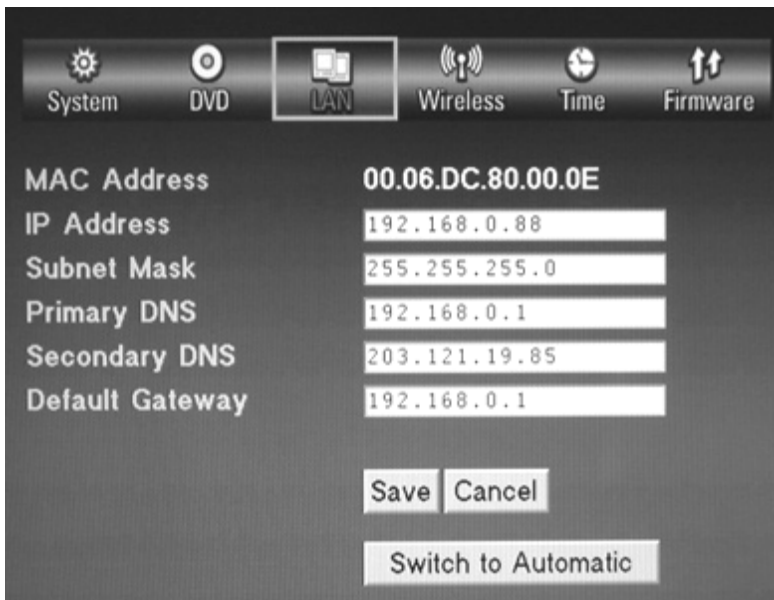 System DVD LAN Wireless Time Firmware
MAC Address 00.06.DC.80.00.0E
IP Address 192.168.0.88
Subnet Mask 255.255.255.0
Primary DNS 192.168.0.1
Secondary DNS 203.121.19.85
Default Gateway 192.168.0.1
Save Cancel
Switch to Automatic